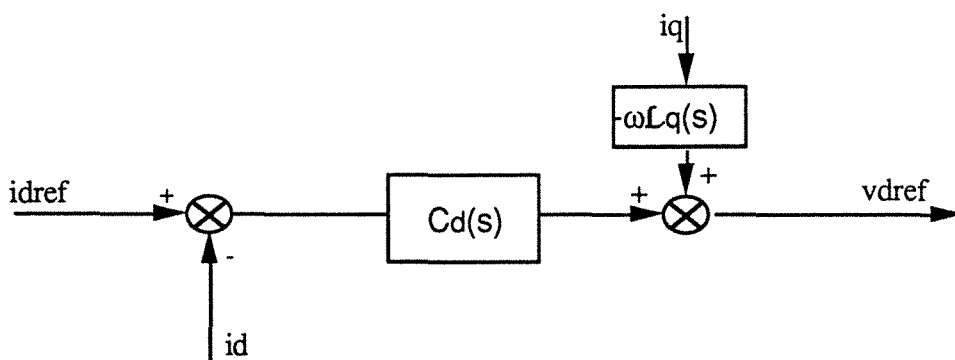 iq
-ωLq(s)
idref
+
Cd(s)
+
+
vdref
-
id